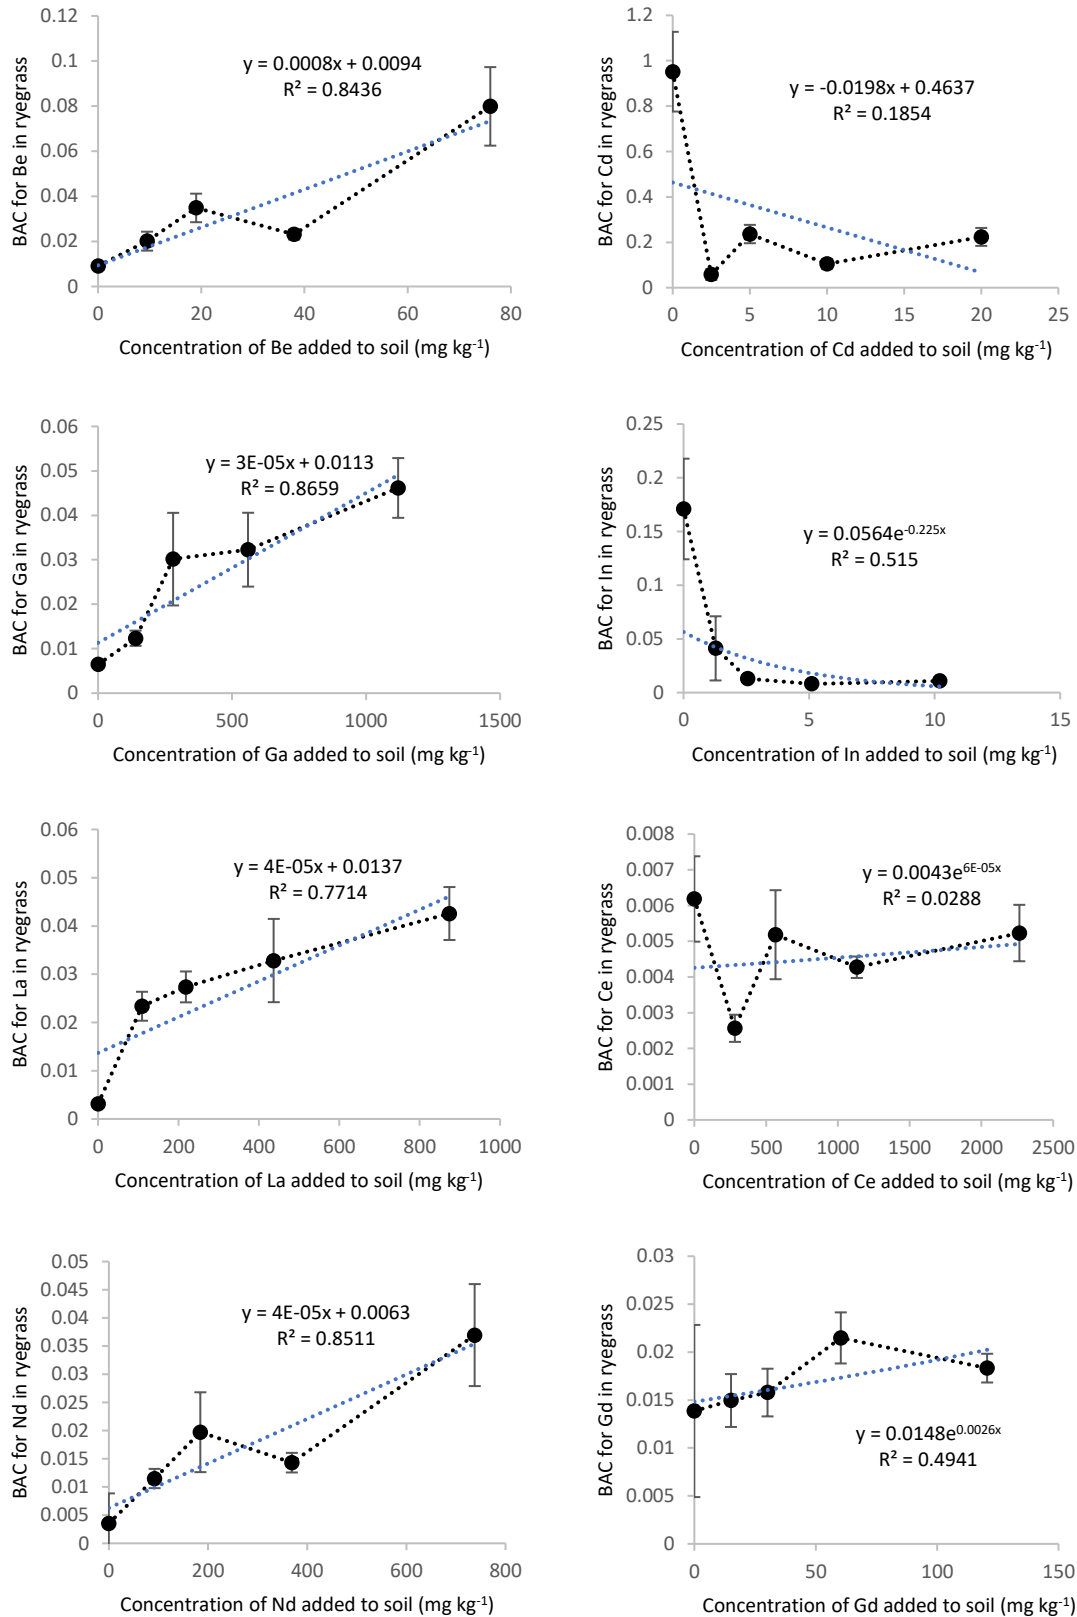 BAC for Be in ryegrass
0.12
0.1
0.08
0.06
0.04
0.02
0
y = 0.0008x + 0.0094
R² = 0.8436
0 20 40 60 80
Concentration of Be added to soil (mg kg⁻¹)
BAC for Cd in ryegrass
1.2
1
0.8
0.6
0.4
0.2
0
y = -0.0198x + 0.4637
R² = 0.1854
0 5 10 15 20 25
Concentration of Cd added to soil (mg kg⁻¹)
BAC for Ga in ryegrass
0.06
0.05
0.04
0.03
0.02
0.01
0
y = 3E-05x + 0.0113
R² = 0.8659
0 500 1000 1500
Concentration of Ga added to soil (mg kg⁻¹)
BAC for In in ryegrass
0.25
0.2
0.15
0.1
0.05
0
y = 0.0564e⁻⁰·²²⁵ˣ
R² = 0.515
0 5 10 15
Concentration of In added to soil (mg kg⁻¹)
BAC for La in ryegrass
0.06
0.05
0.04
0.03
0.02
0.01
0
y = 4E-05x + 0.0137
R² = 0.7714
0 200 400 600 800 1000
Concentration of La added to soil (mg kg⁻¹)
BAC for Ce in ryegrass
0.008
0.007
0.006
0.005
0.004
0.003
0.002
0.001
0
y = 0.0043e^6E-05x
R² = 0.0288
0 500 1000 1500 2000 2500
Concentration of Ce added to soil (mg kg⁻¹)
BAC for Nd in ryegrass
0.05
0.045
0.04
0.035
0.03
0.025
0.02
0.015
0.01
0.005
0
y = 4E-05x + 0.0063
R² = 0.8511
0 200 400 600 800
Concentration of Nd added to soil (mg kg⁻¹)
BAC for Gd in ryegrass
0.03
0.025
0.02
0.015
0.01
0.005
0
y = 0.0148e^0.0026x
R² = 0.4941
0 50 100 150
Concentration of Gd added to soil (mg kg⁻¹)